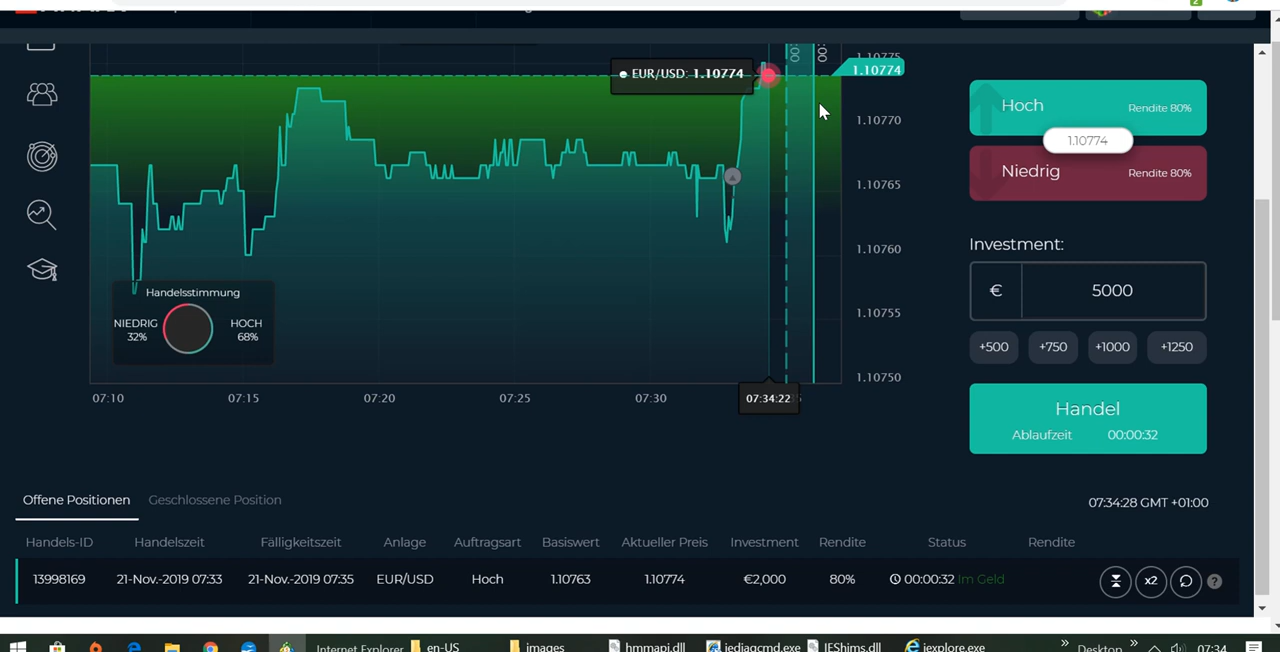 1.10775
EUR/USD: 1.10774
1.10774
1.10770
1.10765
1.10760
1.10755
1.10750
Handelsstimmung
NIEDRIG
32%
HOCH
68%
07:10 07:15 07:20 07:25 07:30 07:34:22
Hoch Rendite 80%
1.10774
Niedrig Rendite 80%
Investment:
€ 5000
+500 +750 +1000 +1250
Handel
Ablaufzeit 00:00:32
Offene Positionen Geschlossene Position 07:34:28 GMT +01:00
Handels-ID Handelszeit Fälligkeitszeit Anlage Auftragsart Basiswert Aktueller Preis Investment Rendite Status Rendite
13998169 21-Nov.-2019 07:33 21-Nov.-2019 07:35 EUR/USD Hoch 1.10763 1.10774 €2,000 80% 00:00:32 Im Geld x2 ?
Internet Explorer en-US images hmmapi.dll iediagcmd.exe IEShims.dll iexplore.exe » Desktop » 07:34